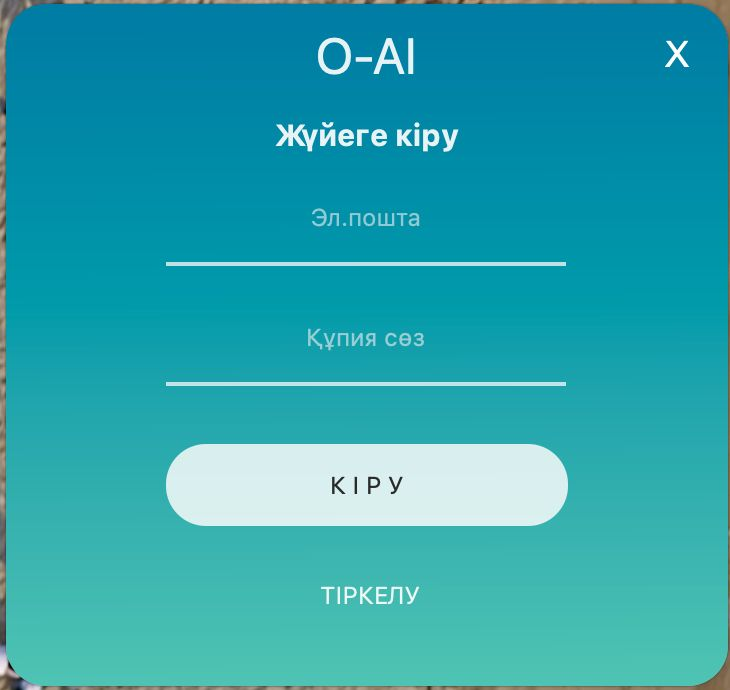 O-AI
X
Жүйеге кіру
Эл.пошта
Құпия сөз
КІРУ
ТІРКЕЛУ